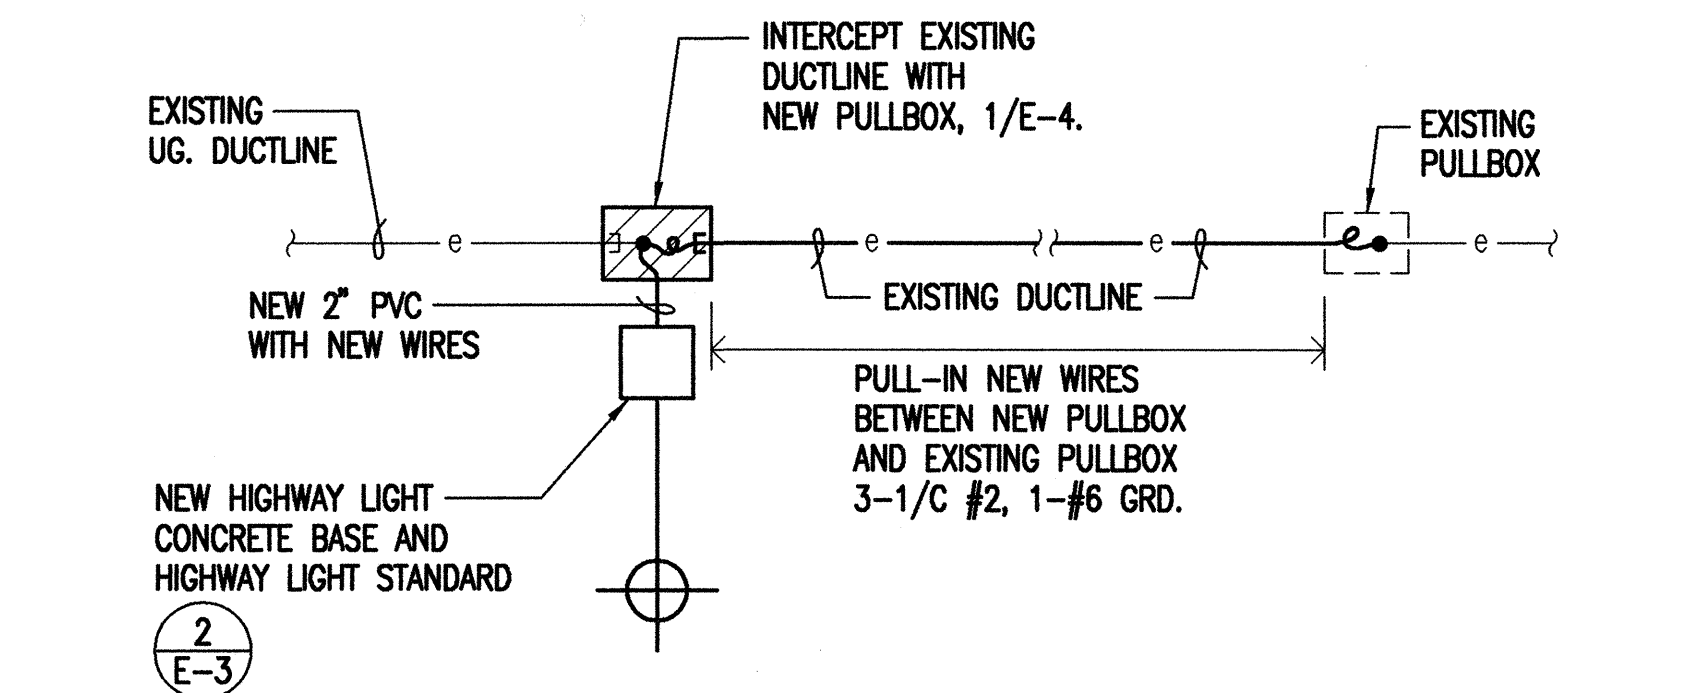 INTERCEPT EXISTING
DUCTLINE WITH
NEW PULLBOX, 1/E-4.
EXISTING
UG. DUCTLINE
EXISTING
PULLBOX
e
e
e
e
EXISTING DUCTLINE
NEW 2" PVC
WITH NEW WIRES
PULL-IN NEW WIRES
BETWEEN NEW PULLBOX
AND EXISTING PULLBOX
3-1/C #2, 1-#6 GRD.
NEW HIGHWAY LIGHT
CONCRETE BASE AND
HIGHWAY LIGHT STANDARD
2
E-3